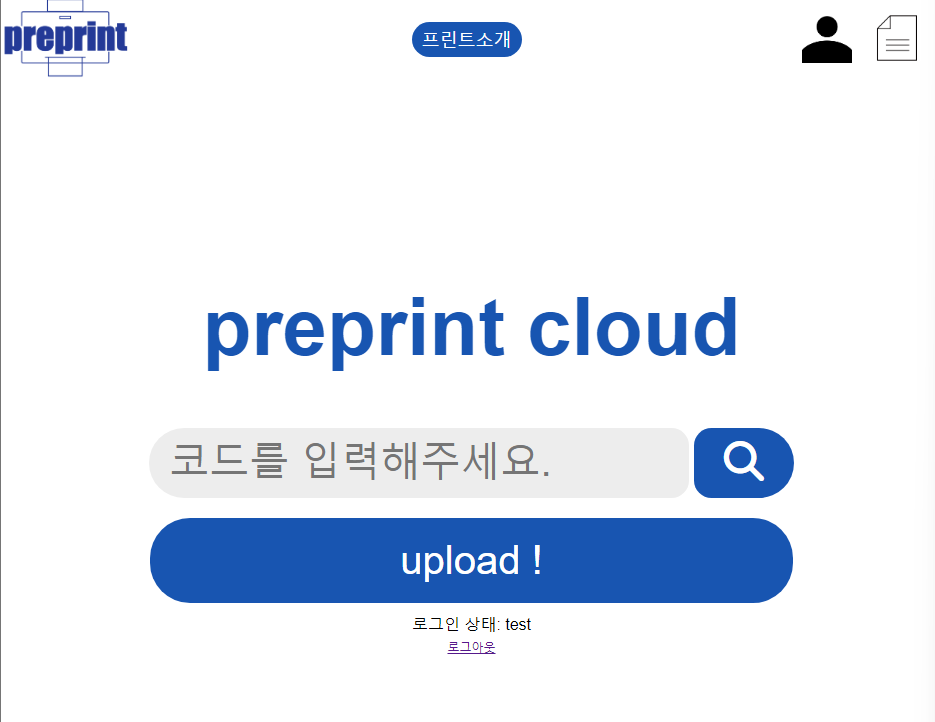 preprint
프린트소개
preprint cloud
코드를 입력해주세요.
upload !
로그인 상태: test
로그아웃